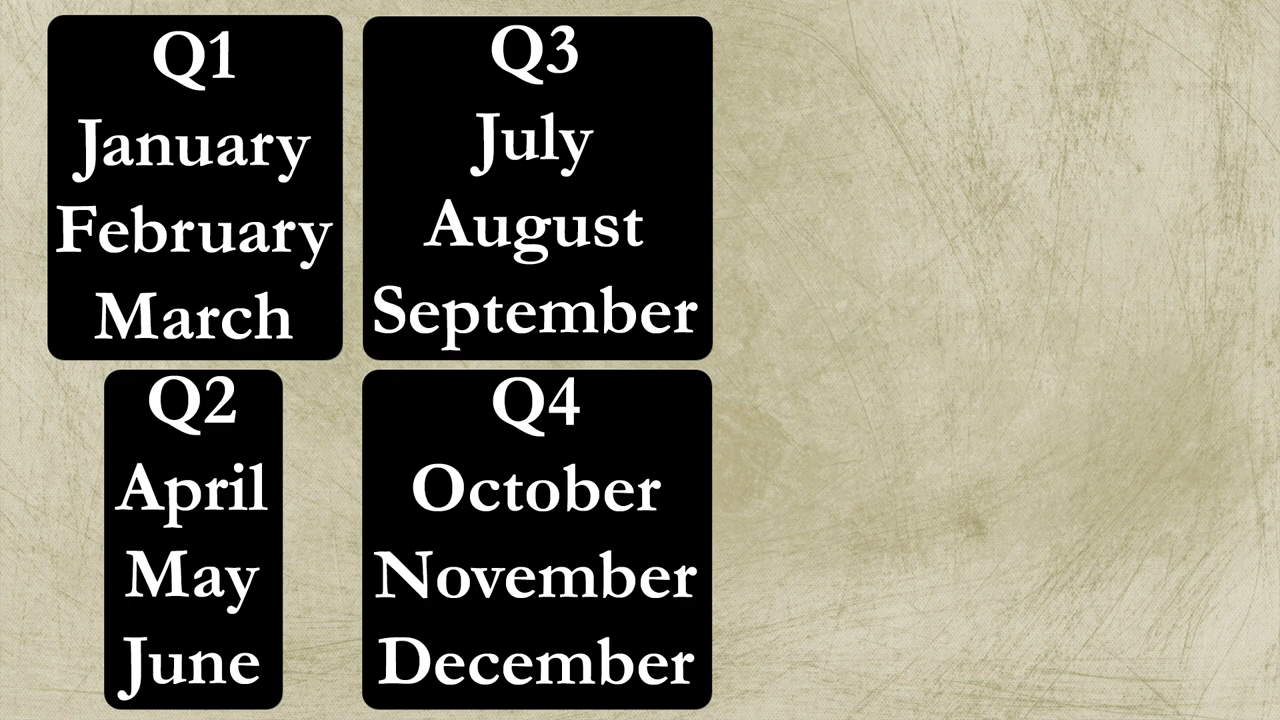 Q1
January
February
March
Q2
April
May
June
Q3
July
August
September
Q4
October
November
December